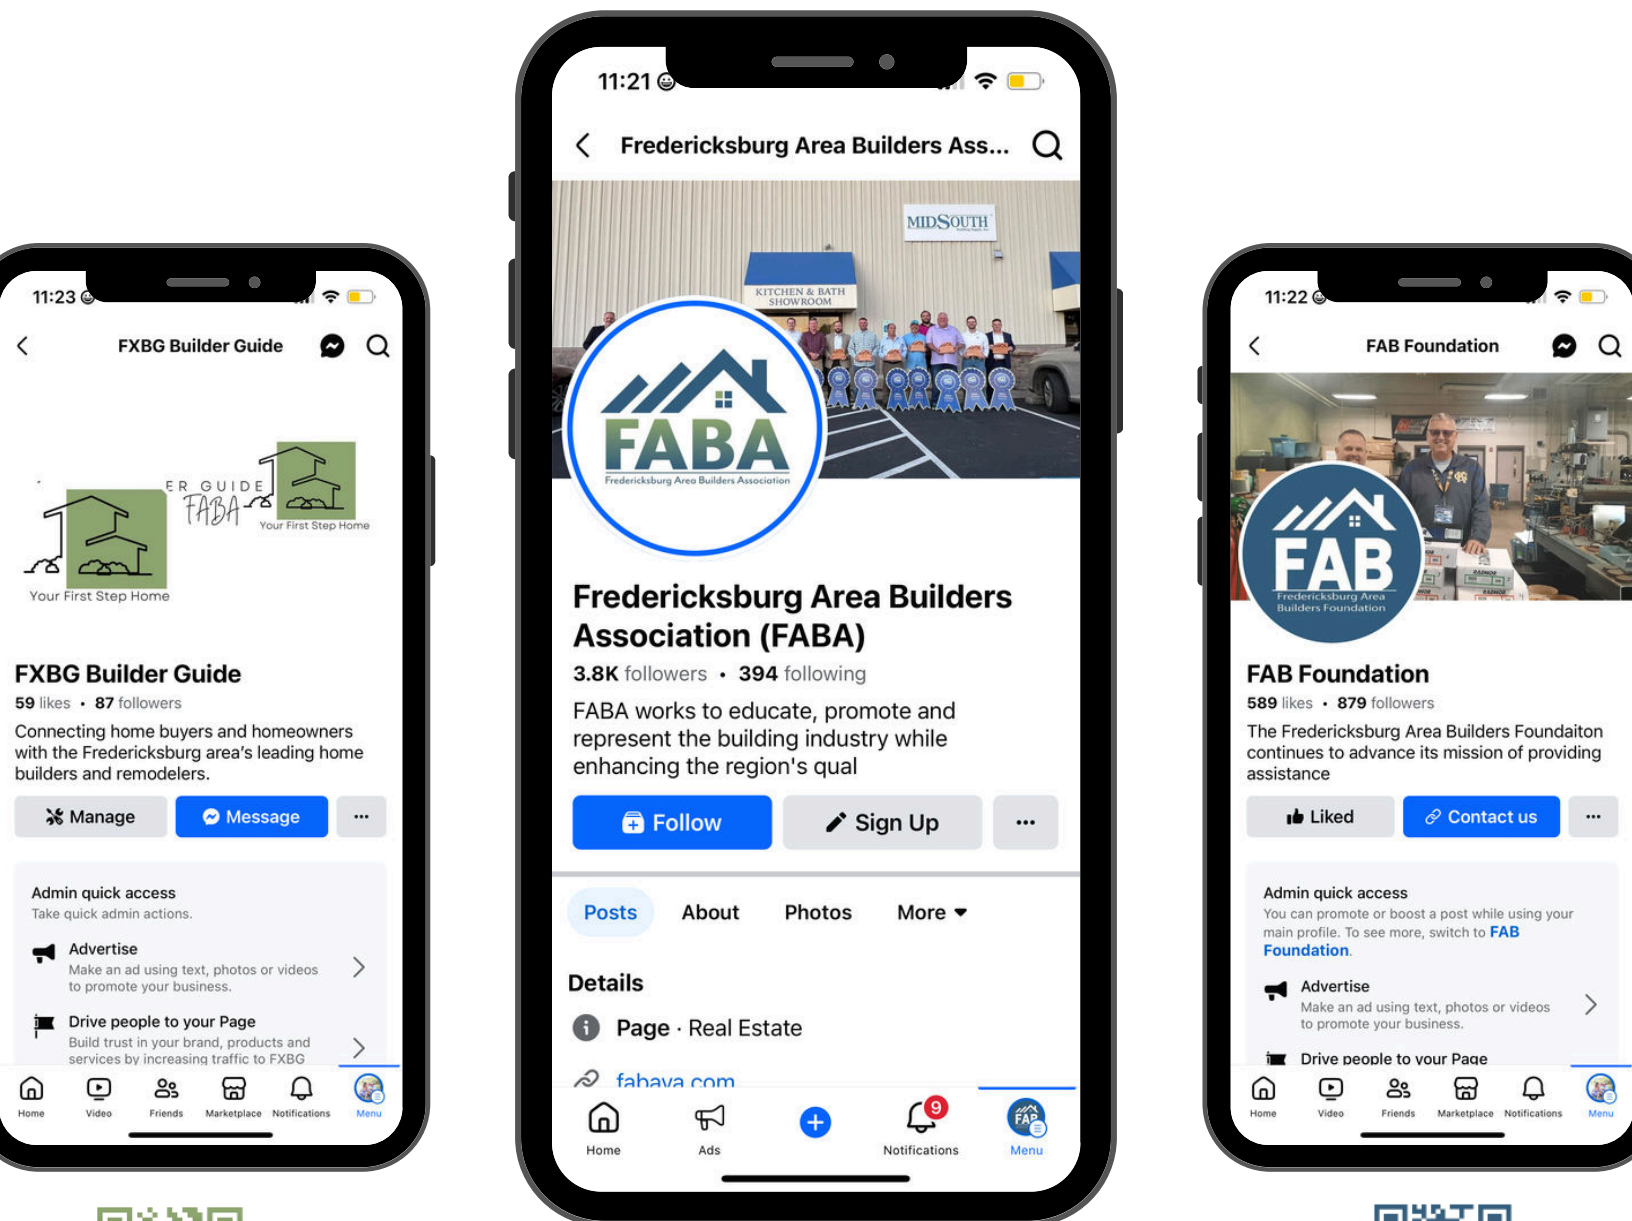 11:23
FXBG Builder Guide
ER GUIDE
FABA
Your First Step Home
Your First Step Home
FXBG Builder Guide
59 likes • 87 followers
Connecting home buyers and homeowners
with the Fredericksburg area's leading home
builders and remodelers.
Manage
Message
Admin quick access
Take quick admin actions.
Advertise
Make an ad using text, photos or videos
to promote your business.
Drive people to your Page
Build trust in your brand, products and
services by increasing traffic to FXBG
Home Video Friends Marketplace Notifications Menu
11:21
Fredericksburg Area Builders Ass...
MIDSOUTH
KITCHEN & BATH
SHOWROOM
FABA
Fredericksburg Area Builders Association
Fredericksburg Area Builders
Association (FABA)
3.8K followers • 394 following
FABA works to educate, promote and
represent the building industry while
enhancing the region's qual
Follow
Sign Up
Posts About Photos More
Details
Page · Real Estate
fabava.com
9
FAB
Home Ads Notifications Menu
11:22
FAB Foundation
RADNOR
RADNOR
FAB
Fredericksburg Area
Builders Foundation
FAB Foundation
589 likes • 879 followers
The Fredericksburg Area Builders Foundaiton
continues to advance its mission of providing
assistance
Liked
Contact us
Admin quick access
You can promote or boost a post while using your
main profile. To see more, switch to FAB
Foundation.
Advertise
Make an ad using text, photos or videos
to promote your business.
Drive people to your Page
Home Video Friends Marketplace Notifications Menu